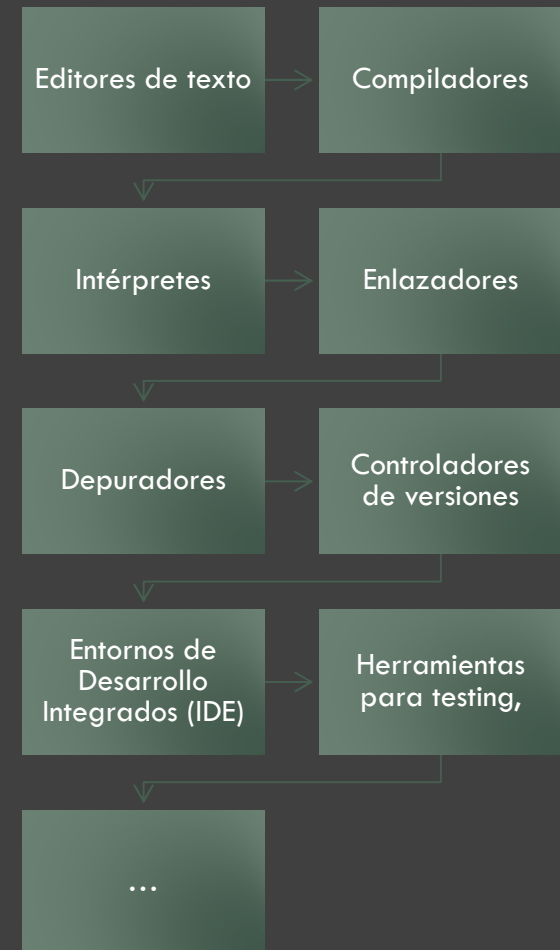 Editores de texto
Compiladores
Intérpretes
Enlazadores
Depuradores
Controladores
de versiones
Entornos de
Desarrollo
Integrados (IDE)
Herramientas
para testing,
...